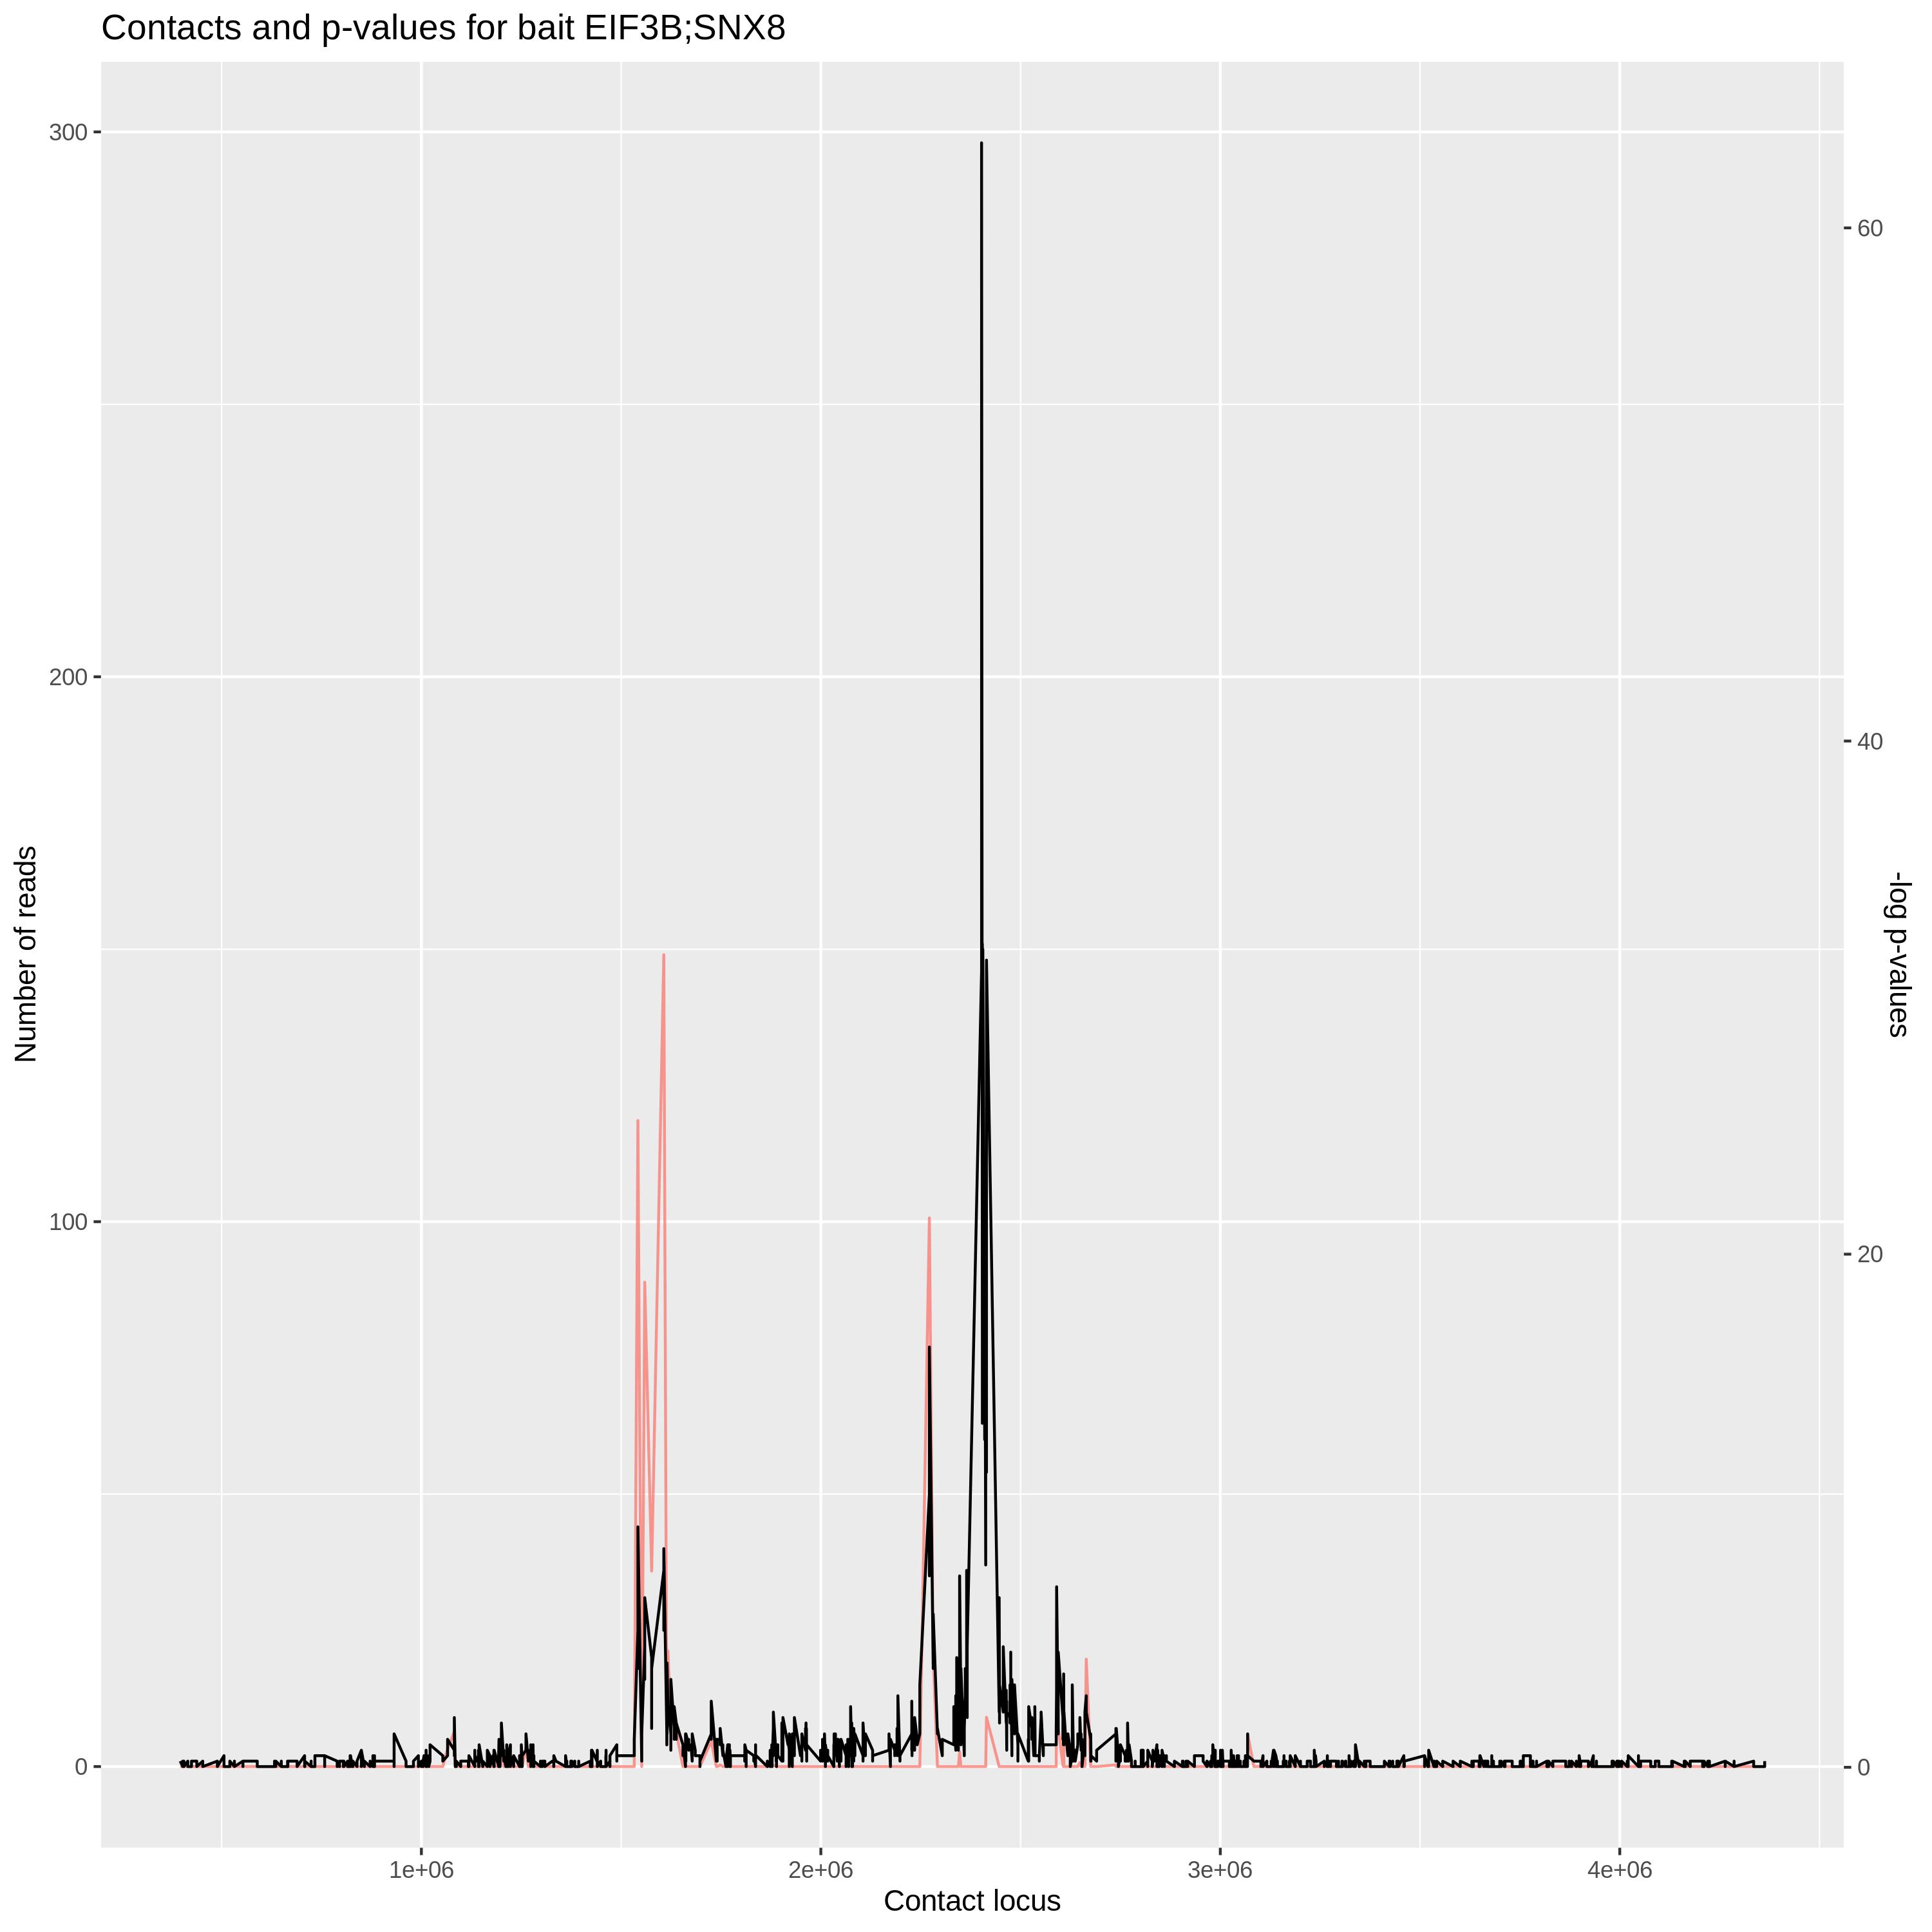 Contacts and p-values for bait EIF3B;SNX8
300
200
100
0
Number of reads
60
40
20
0
-log p-values
1e+06
2e+06
3e+06
4e+06
Contact locus